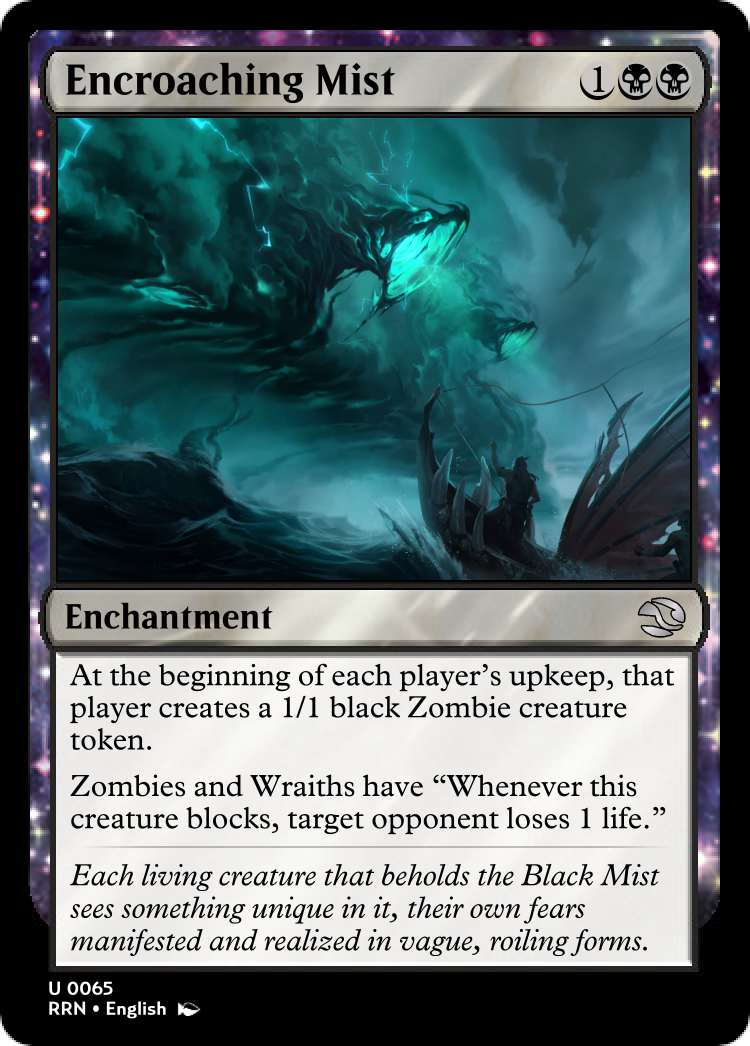 Encroaching Mist 1
Enchantment
At the beginning of each player’s upkeep, that
player creates a 1/1 black Zombie creature
token.
Zombies and Wraiths have “Whenever this
creature blocks, target opponent loses 1 life.”
Each living creature that beholds the Black Mist
sees something unique in it, their own fears
manifested and realized in vague, roiling forms.
U 0065
RRN • English